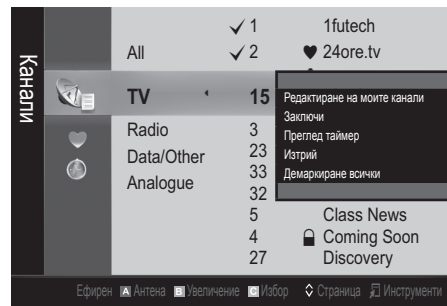 Канали
✓ 1 1futech
All ✓ 2 ♥ 24ore.tv
TV 15
Radio 3
Data/Other 23
Analogue 33
32
5 Class News
4 Coming Soon
27 Discovery
Редактиране на моите канали
Заключи
Преглед таймер
Изтрий
Демаркиране всички
Ефирен A Антена B Увеличение C Избор Страница Инструменти